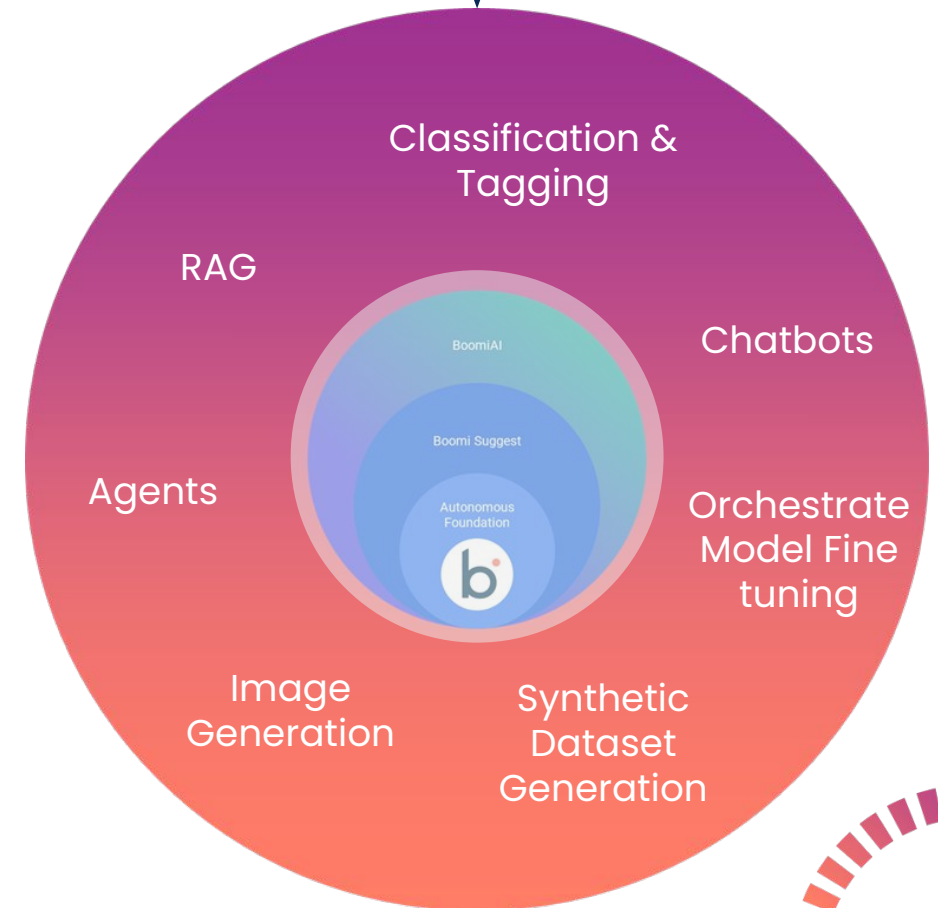 Classification &
Tagging
RAG
Chatbots
BoomiAI
Boomi Suggest
Agents
Autonomous
Foundation
b
Orchestrate
Model Fine
tuning
Image
Generation
Synthetic
Dataset
Generation